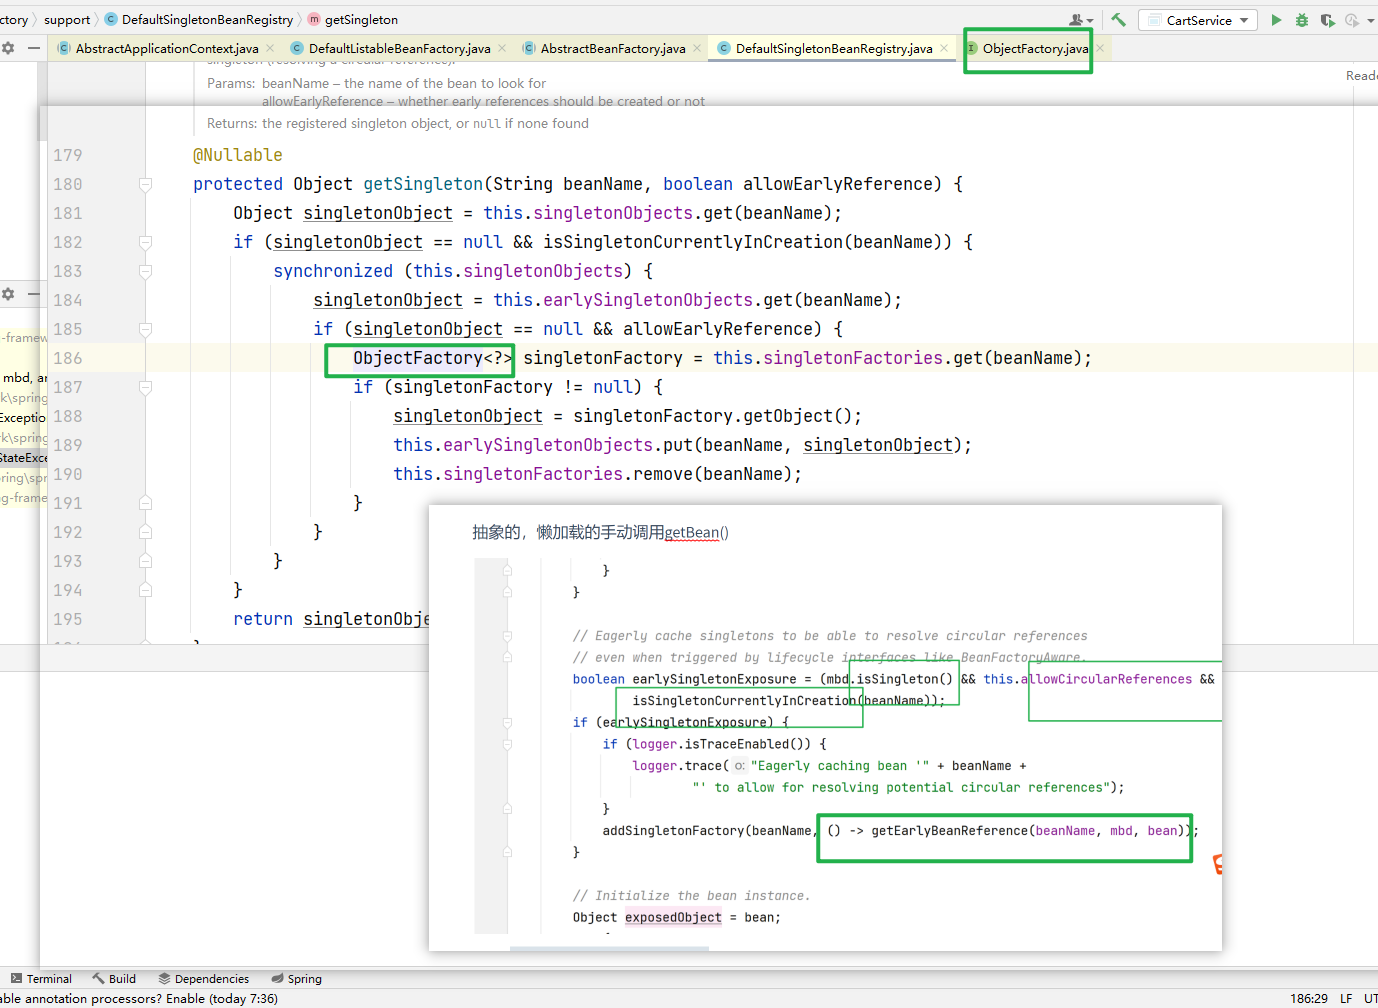 ctory 〉 support 〉 DefaultSingletonBeanRegistry 〉 getSingleton
CartService
AbstractApplicationContext.java
DefaultListableBeanFactory.java
AbstractBeanFactory.java
DefaultSingletonBeanRegistry.java
ObjectFactory.java
singleton (resolving a circular reference).
Params: beanName – the name of the bean to look for
allowEarlyReference – whether early references should be created or not
Returns: the registered singleton object, or null if none found
Reade
179 @Nullable
180 protected Object getSingleton(String beanName, boolean allowEarlyReference) {
181 Object singletonObject = this.singletonObjects.get(beanName);
182 if (singletonObject == null && isSingletonCurrentlyInCreation(beanName)) {
183 synchronized (this.singletonObjects) {
184 singletonObject = this.earlySingletonObjects.get(beanName);
185 if (singletonObject == null && allowEarlyReference) {
186 ObjectFactory<?> singletonFactory = this.singletonFactories.get(beanName);
187 if (singletonFactory != null) {
188 singletonObject = singletonFactory.getObject();
189 this.earlySingletonObjects.put(beanName, singletonObject);
190 this.singletonFactories.remove(beanName);
191 }
192 }
193 }
194 }
195 return singletonObje
-framew
mbd, ar
k\spring
Exceptio
rk\spring
StateExce
ring\spr
g-frame
抽象的，懒加载的手动调用getBean()
}
}
// Eagerly cache singletons to be able to resolve circular references
// even when triggered by lifecycle interfaces like BeanFactoryAware.
boolean earlySingletonExposure = (mbd.isSingleton() && this.allowCircularReferences &&
isSingletonCurrentlyInCreation(beanName));
if (earlySingletonExposure) {
if (logger.isTraceEnabled()) {
logger.trace( o: "Eagerly caching bean '" + beanName +
"' to allow for resolving potential circular references");
}
addSingletonFactory(beanName, () -> getEarlyBeanReference(beanName, mbd, bean));
}
// Initialize the bean instance.
Object exposedObject = bean;
Terminal Build Dependencies Spring
able annotation processors? Enable (today 7:36)
186:29 LF UT